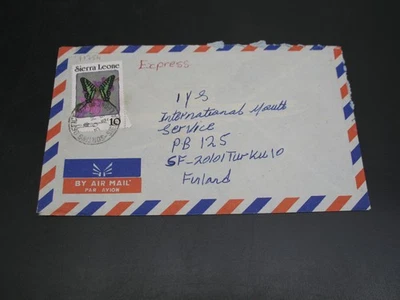 Sierra Leone
10
Express
IYS
International Youth
Service
PB 125
SF-20101 Turku 10
Finland
BY AIR MAIL
PAR AVION